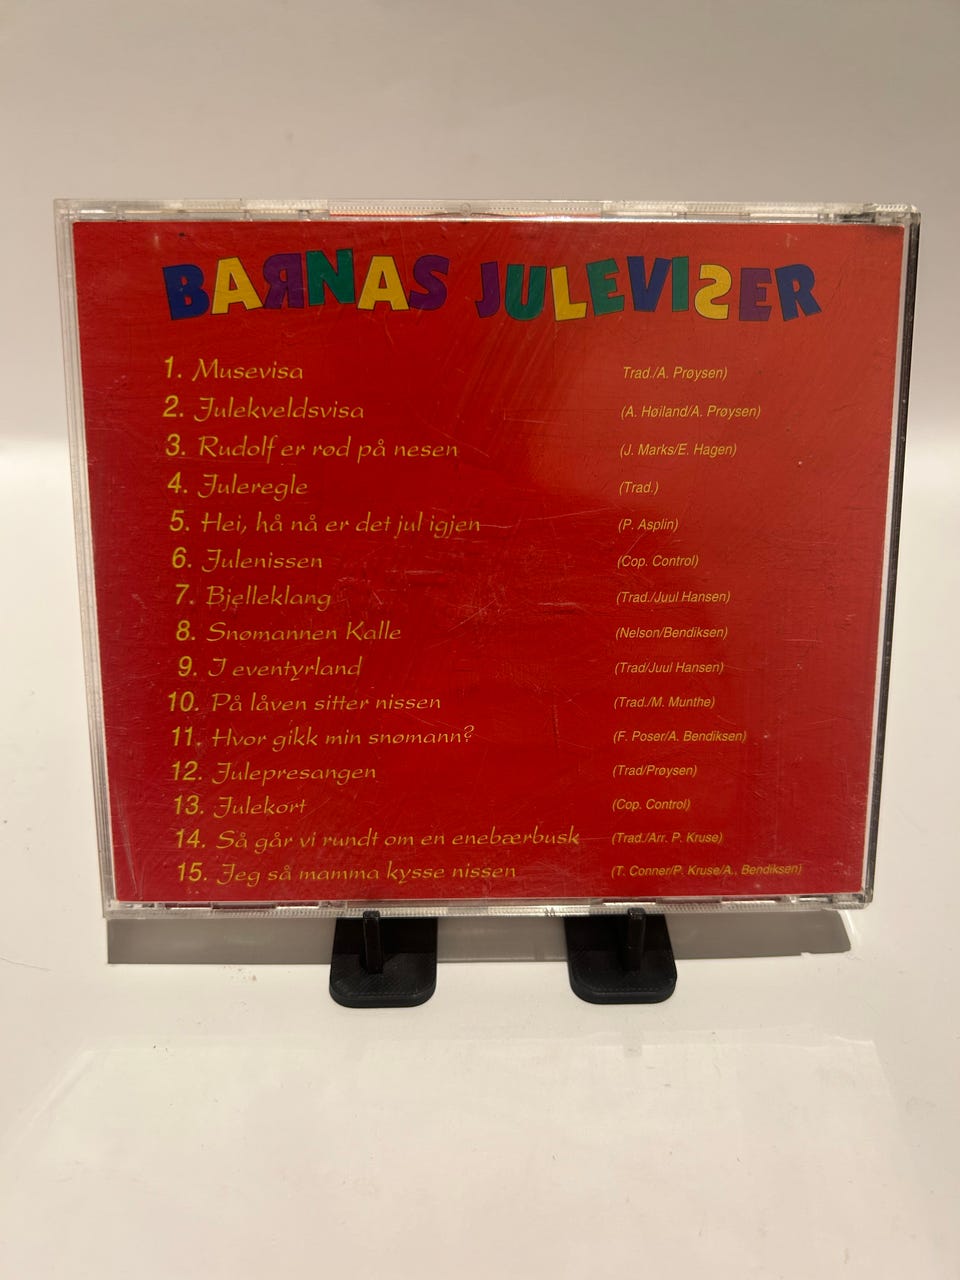 BARNAS JULEVISER
1. Musevisa (Trad./A. Prøysen)
2. Julekveldsvisa (A. Høiland/A. Prøysen)
3. Rudolf er rød på nesen (J. Marks/E. Hagen)
4. Juleregle (Trad.)
5. Hei, hå nå er det jul igjen (P. Asplin)
6. Julenissen (Cop. Control)
7. Bjelleklang (Trad./Juul Hansen)
8. Snømannen Kalle (Nelson/Bendiksen)
9. I eventyrland (Trad/Juul Hansen)
10. På låven sitter nissen (Trad./M. Munthe)
11. Hvor gikk min snømann? (F. Poser/A. Bendiksen)
12. Julepresangen (Trad/Prøysen)
13. Julekort (Cop. Control)
14. Så går vi rundt om en enebærbusk (Trad./Arr. P. Kruse)
15. Jeg så mamma kysse nissen (T. Conner/P. Kruse/A.. Bendiksen)